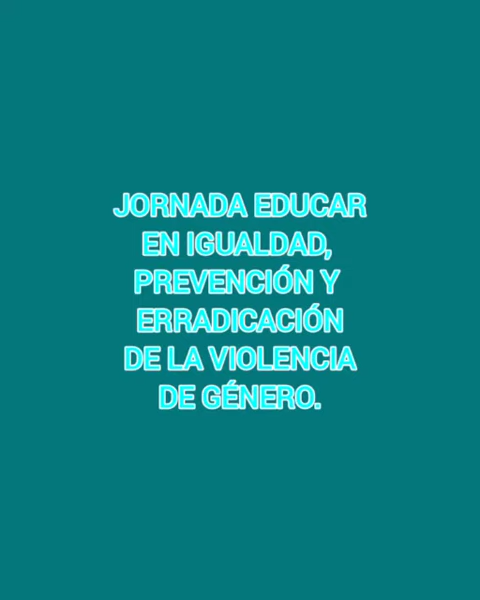 JORNADA EDUCAR
EN IGUALDAD,
PREVENCIÓN Y
ERRADICACIÓN
DE LA VIOLENCIA
DE GÉNERO.